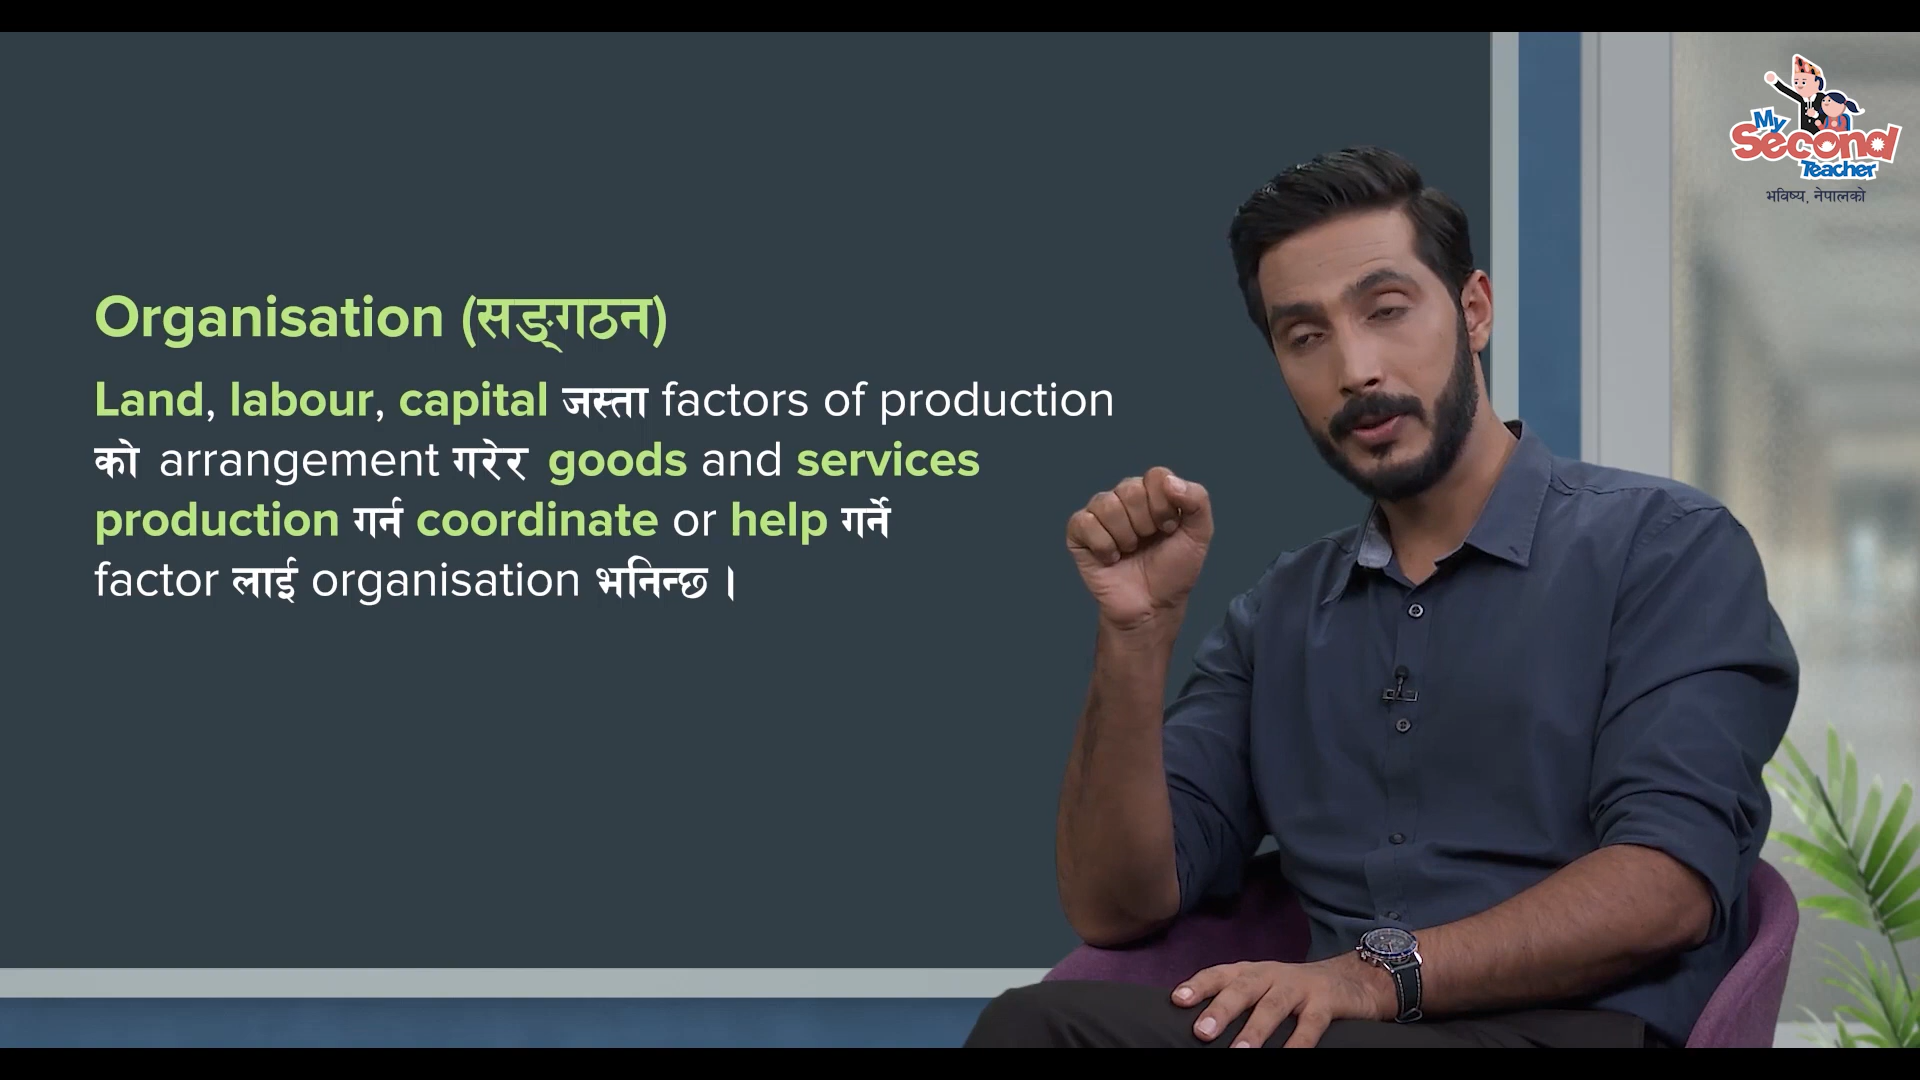 Organisation (सङ्गठन)
Land, labour, capital जस्ता factors of production
को arrangement गरेर goods and services
production गर्न coordinate or help गर्ने
factor लाई organisation भनिन्छ ।
My
Second
Teacher
भविष्य, नेपालको